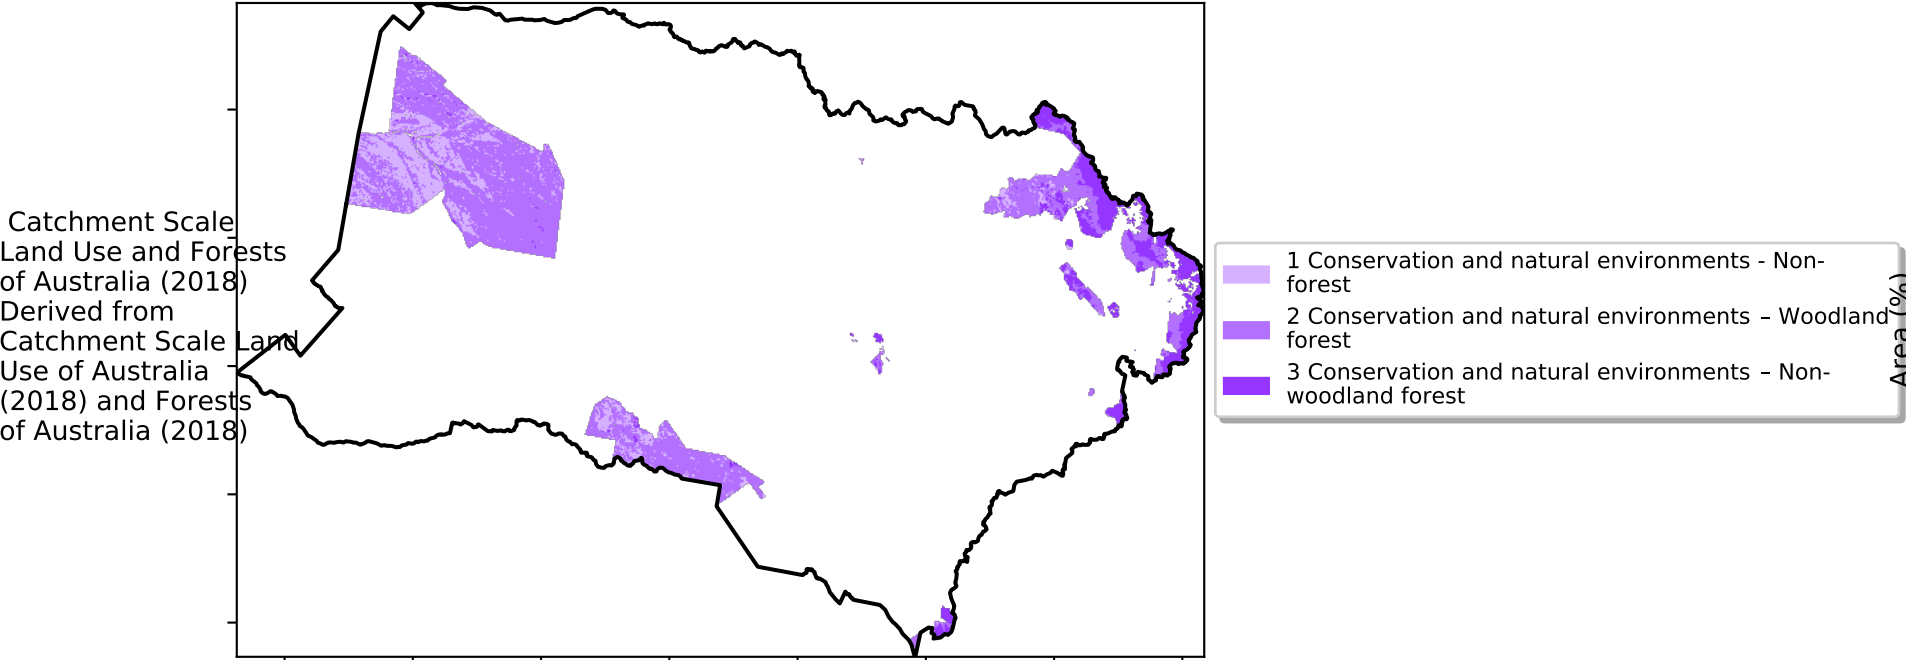 Catchment Scale
Land Use and Forests
of Australia (2018)
Derived from
Catchment Scale Land
Use of Australia
(2018) and Forests
of Australia (2018)
1 Conservation and natural environments - Non-
forest
2 Conservation and natural environments – Woodland
forest
3 Conservation and natural environments – Non-
woodland forest
Area (%)